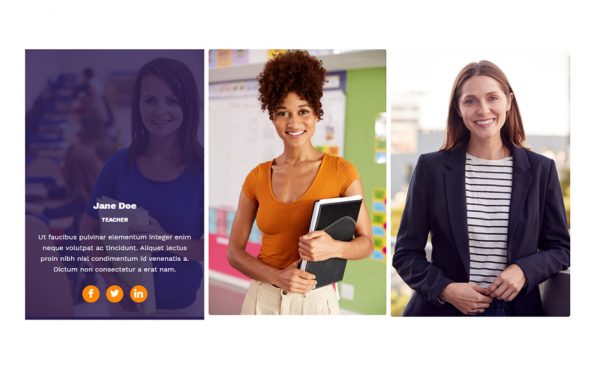 Jane Doe
TEACHER
Ut faucibus pulvinar elementum integer enim
neque volutpat ac tincidunt. Aliquet lectus
proin nibh nisl condimentum id venenatis a.
Dictum non consectetur a erat nam.